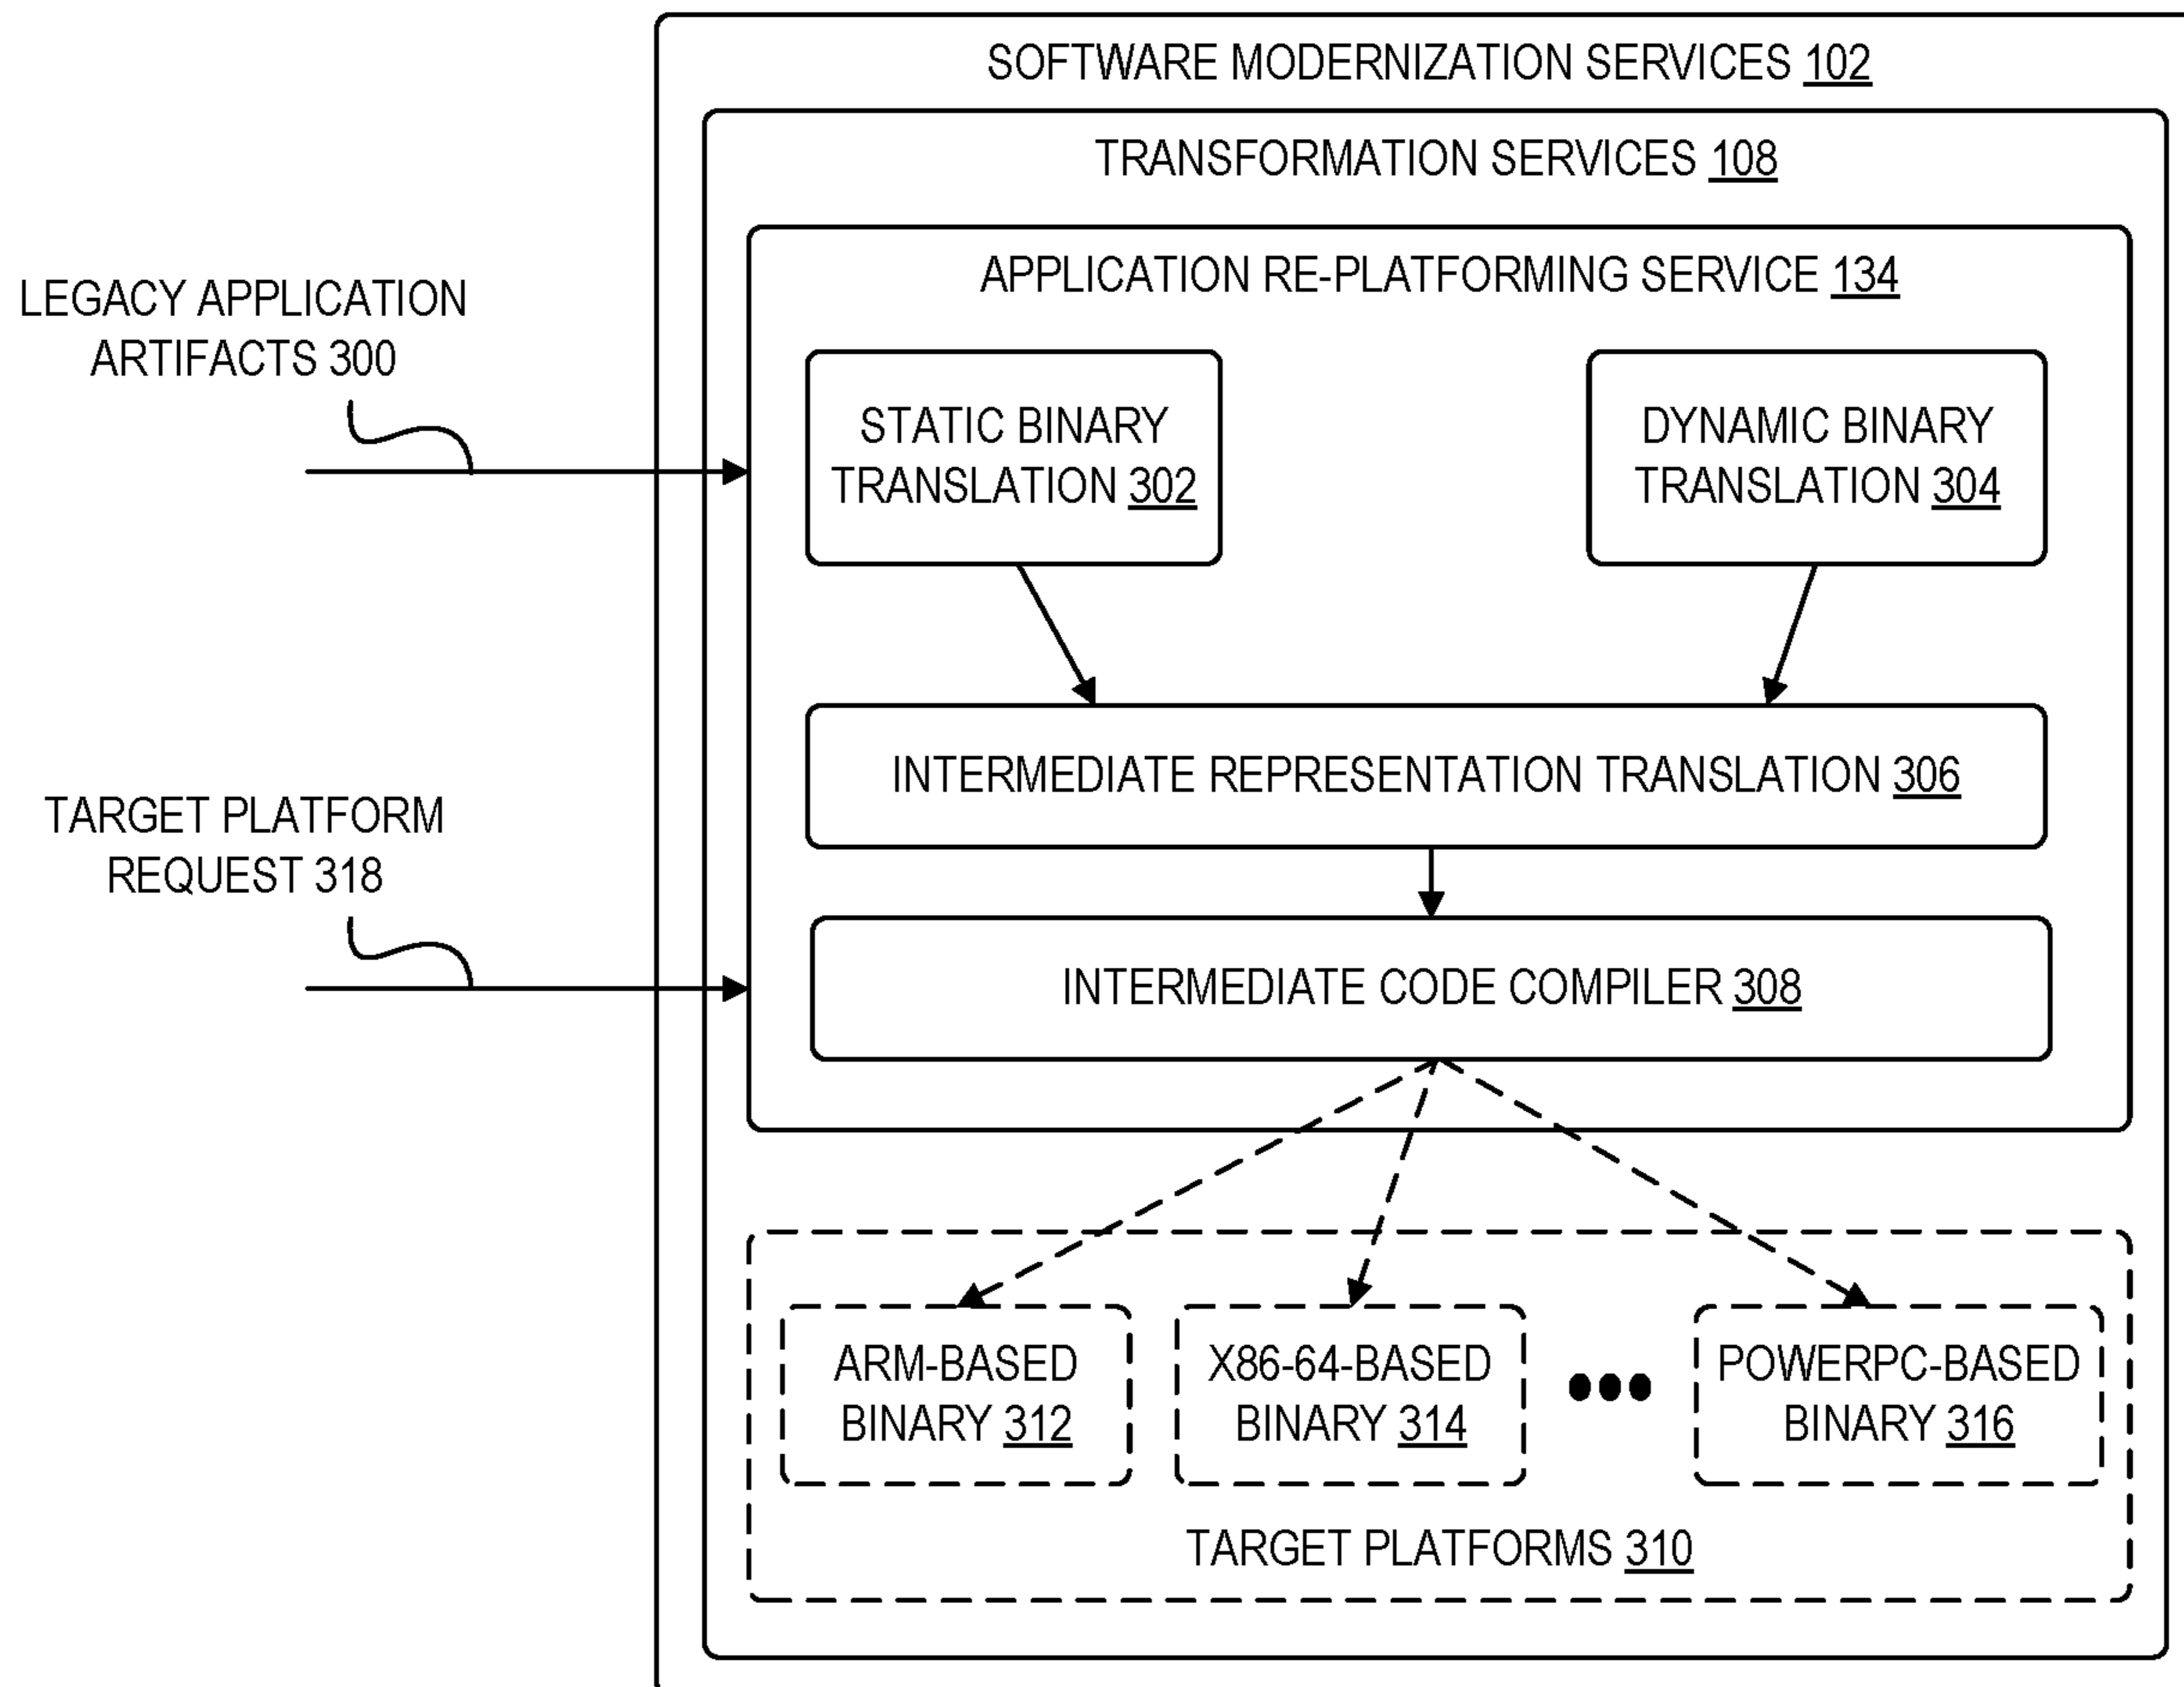 SOFTWARE MODERNIZATION SERVICES 102
TRANSFORMATION SERVICES 108
APPLICATION RE-PLATFORMING SERVICE 134
LEGACY APPLICATION
ARTIFACTS 300
STATIC BINARY
TRANSLATION 302
DYNAMIC BINARY
TRANSLATION 304
INTERMEDIATE REPRESENTATION TRANSLATION 306
TARGET PLATFORM
REQUEST 318
INTERMEDIATE CODE COMPILER 308
ARM-BASED
BINARY 312
X86-64-BASED
BINARY 314
POWERPC-BASED
BINARY 316
TARGET PLATFORMS 310